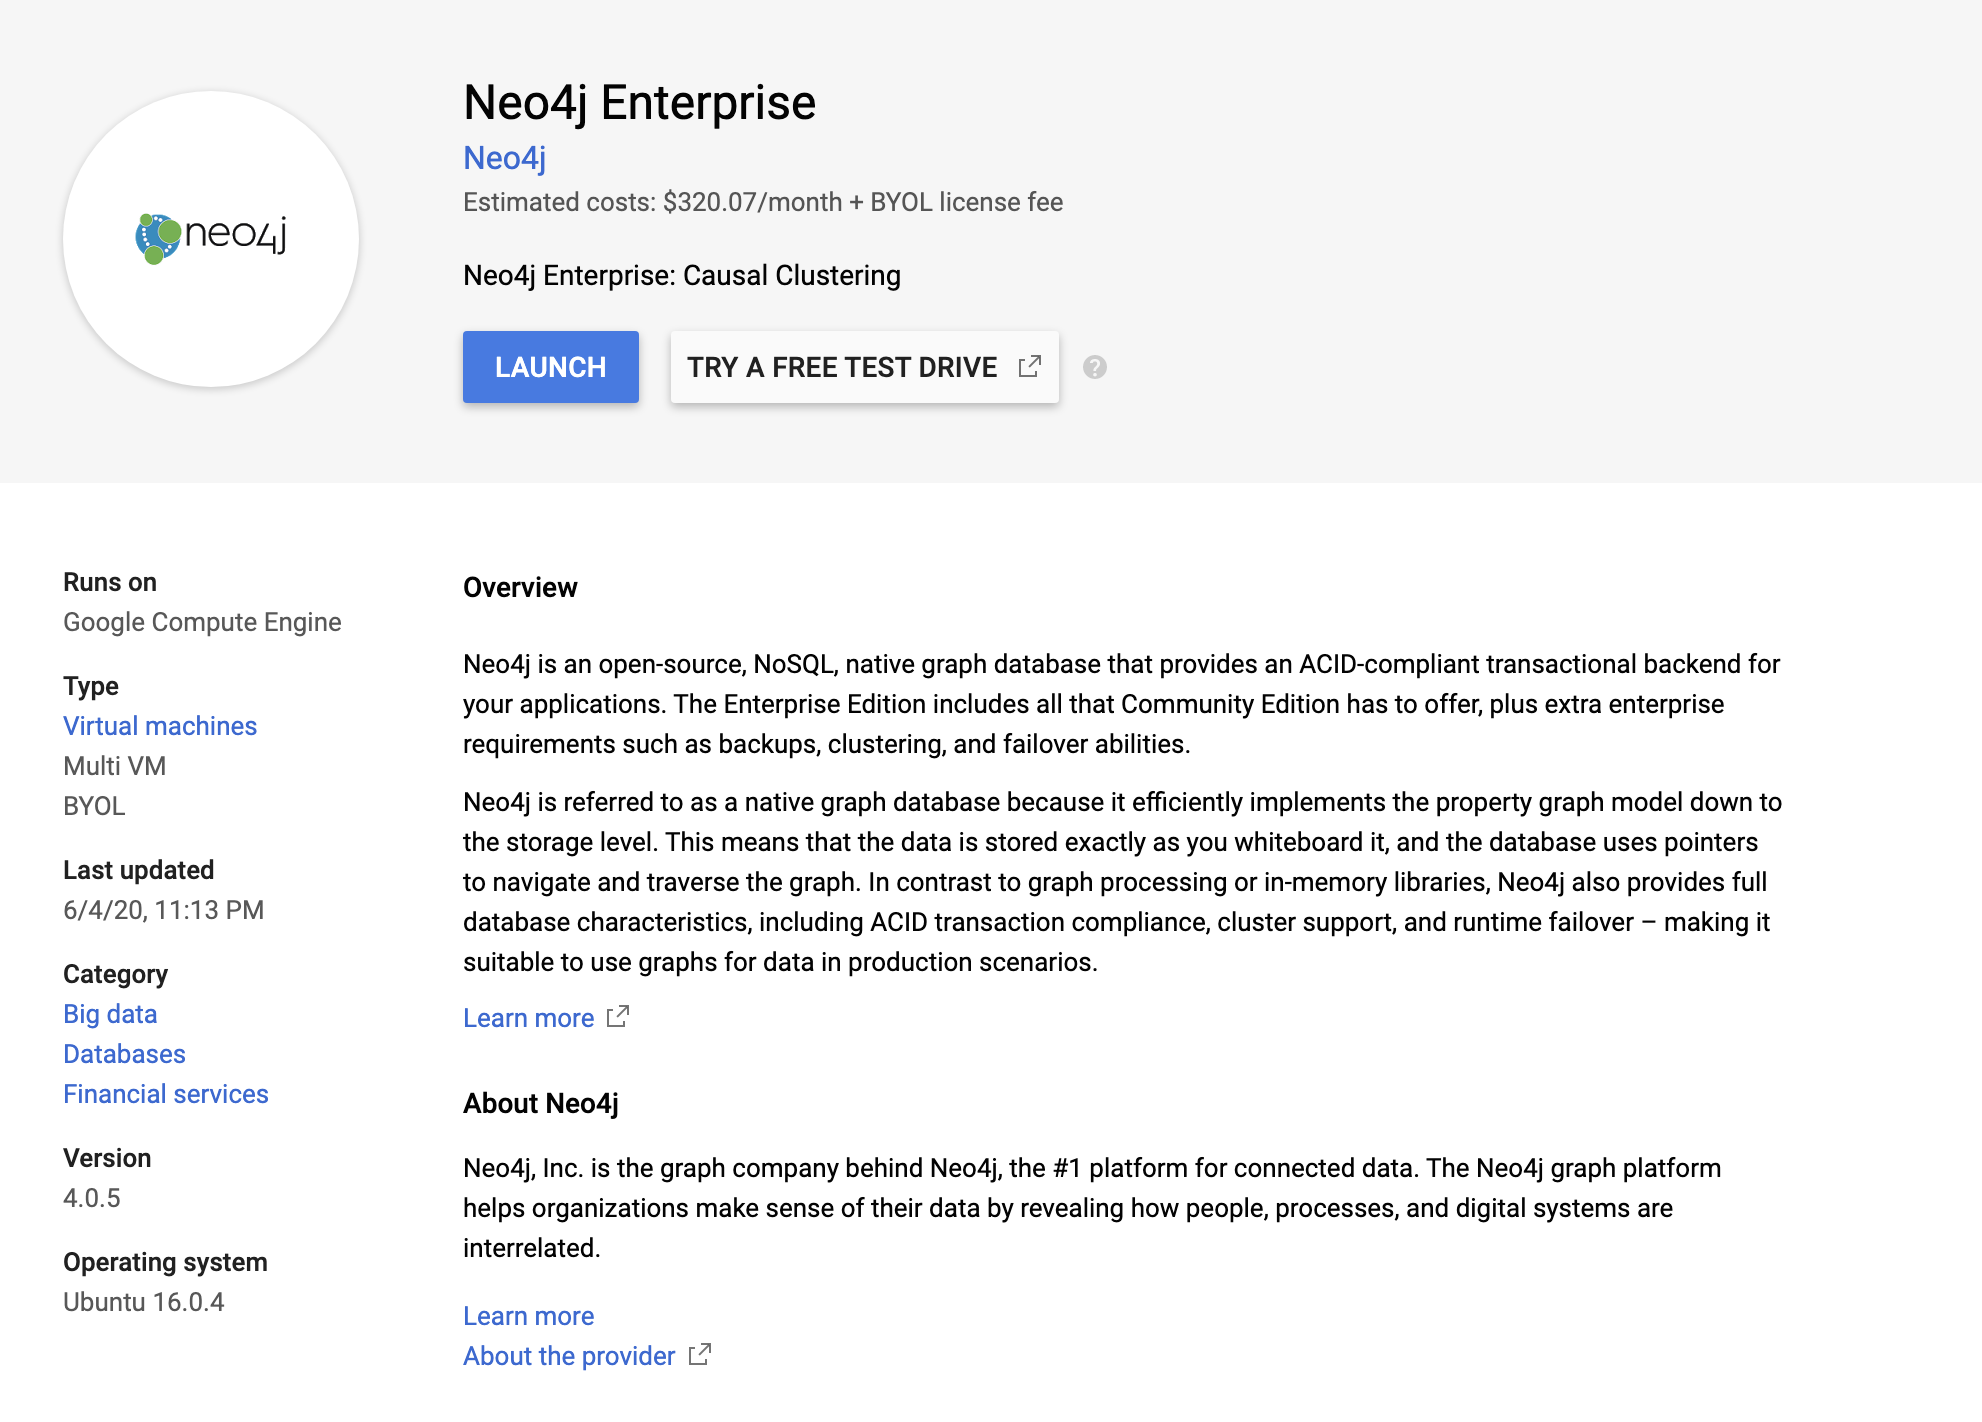 neo4j
Neo4j Enterprise
Neo4j
Estimated costs: $320.07/month + BYOL license fee
Neo4j Enterprise: Causal Clustering
LAUNCH
TRY A FREE TEST DRIVE
?
Runs on
Google Compute Engine
Type
Virtual machines
Multi VM
BYOL
Last updated
6/4/20, 11:13 PM
Category
Big data
Databases
Financial services
Version
4.0.5
Operating system
Ubuntu 16.0.4
Overview
Neo4j is an open-source, NoSQL, native graph database that provides an ACID-compliant transactional backend for
your applications. The Enterprise Edition includes all that Community Edition has to offer, plus extra enterprise
requirements such as backups, clustering, and failover abilities.
Neo4j is referred to as a native graph database because it efficiently implements the property graph model down to
the storage level. This means that the data is stored exactly as you whiteboard it, and the database uses pointers
to navigate and traverse the graph. In contrast to graph processing or in-memory libraries, Neo4j also provides full
database characteristics, including ACID transaction compliance, cluster support, and runtime failover – making it
suitable to use graphs for data in production scenarios.
Learn more
About Neo4j
Neo4j, Inc. is the graph company behind Neo4j, the #1 platform for connected data. The Neo4j graph platform
helps organizations make sense of their data by revealing how people, processes, and digital systems are
interrelated.
Learn more
About the provider